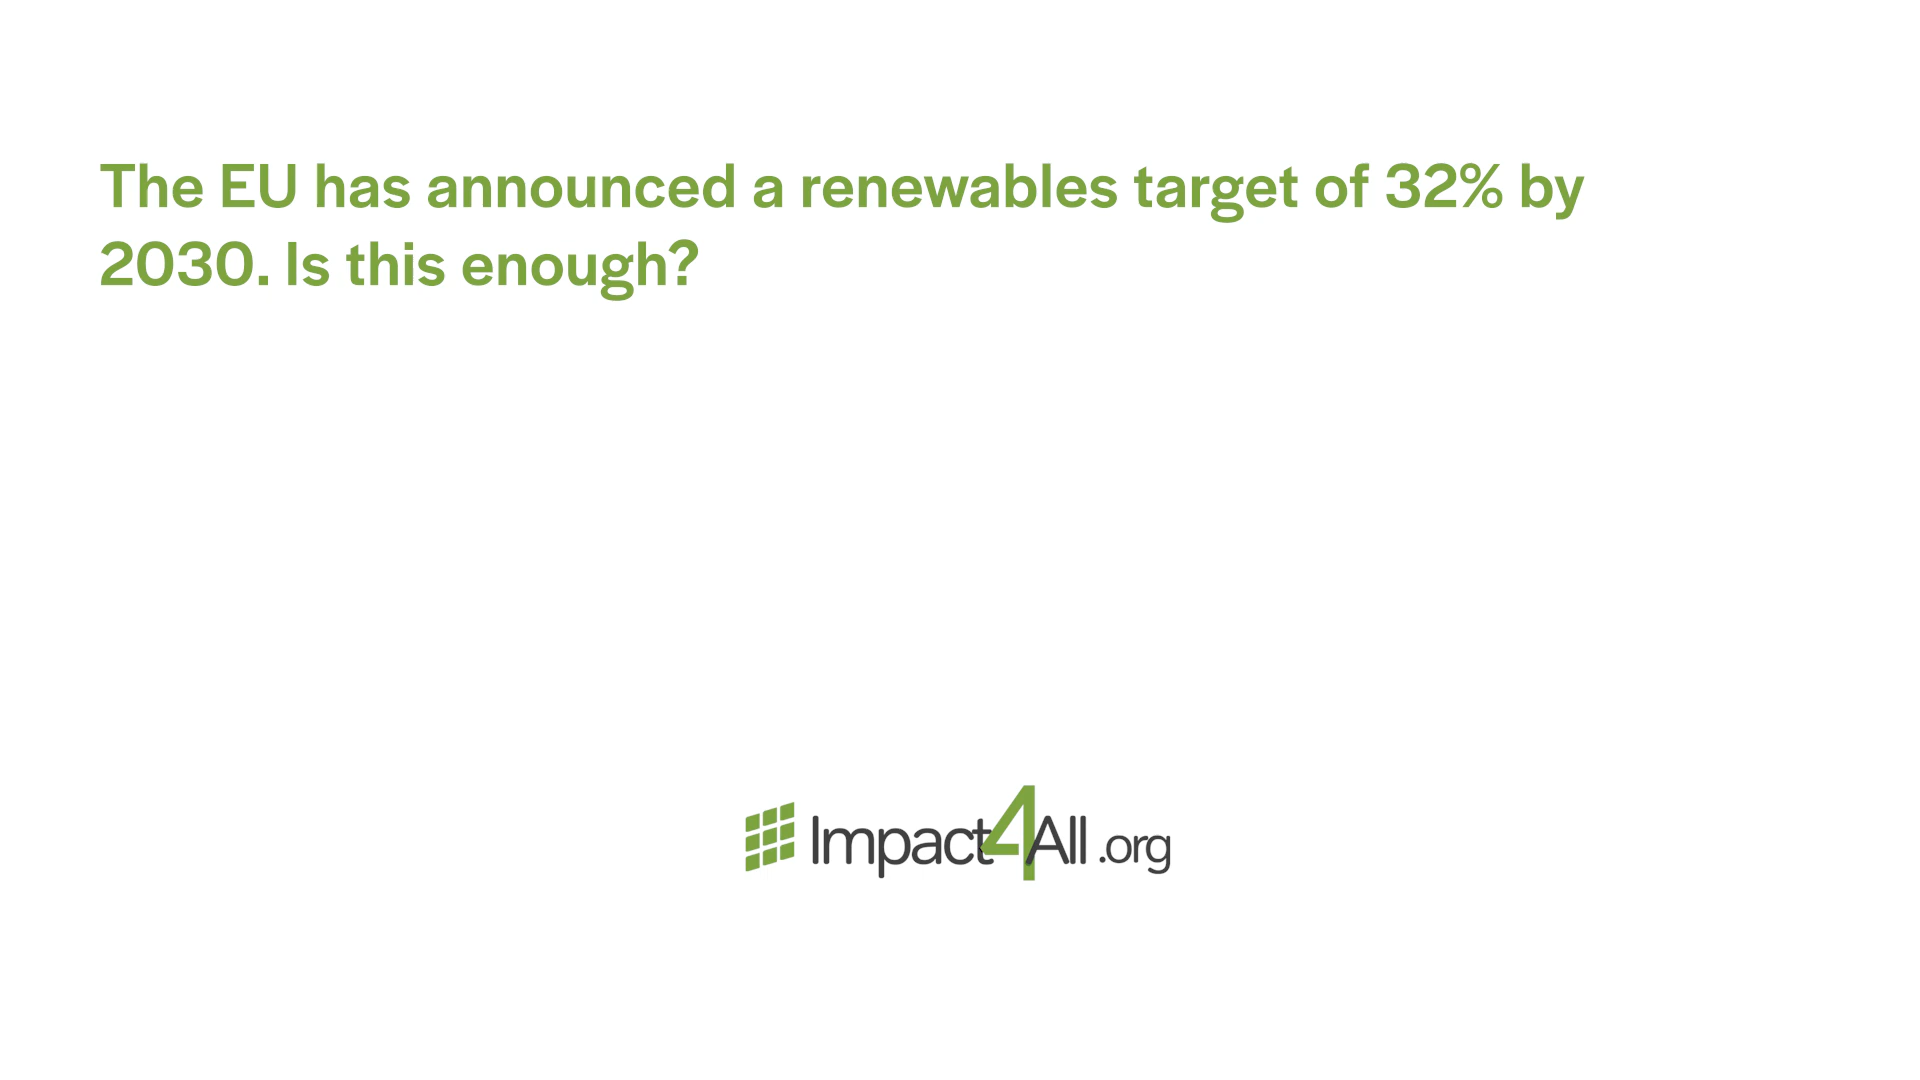 The EU has announced a renewables target of 32% by
2030. Is this enough?
Impact4All.org